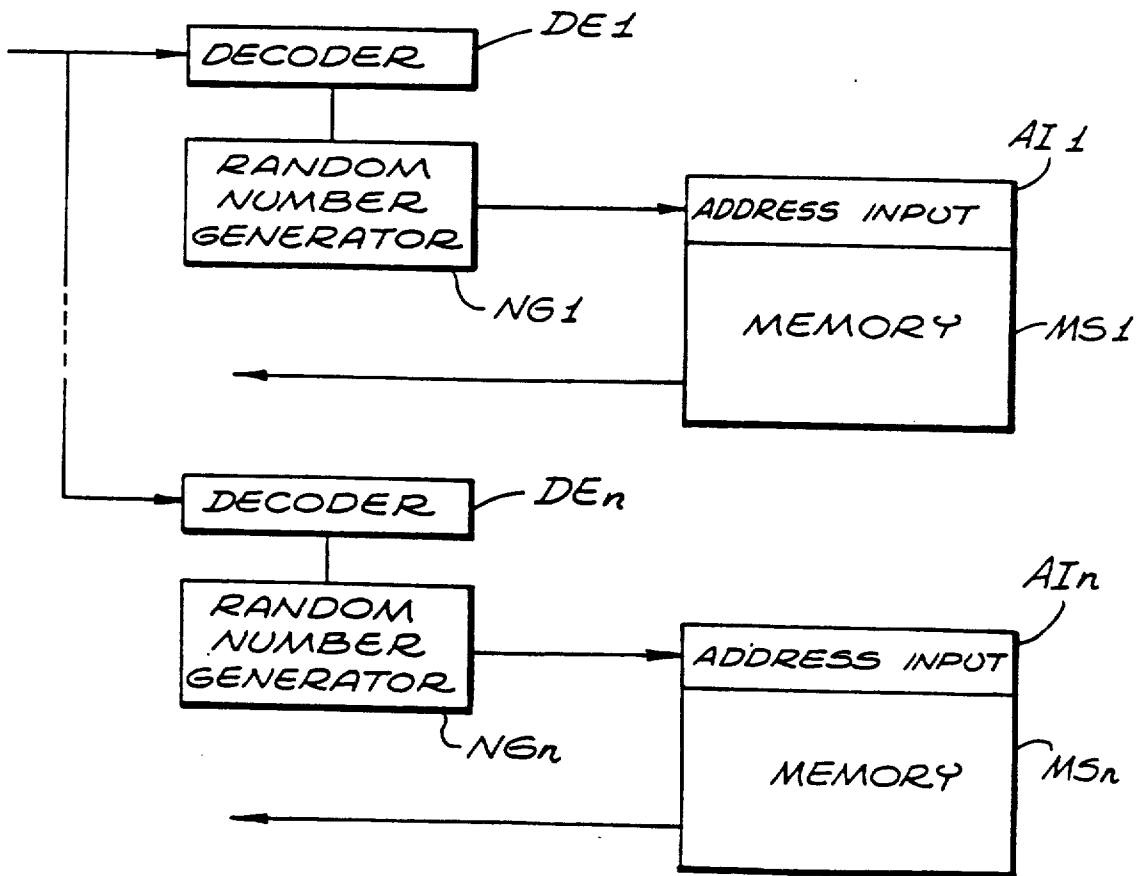 DECODER
DE1
RANDOM
NUMBER
GENERATOR
NG1
AI1
ADDRESS INPUT
MEMORY
MS1
DECODER
DEn
RANDOM
NUMBER
GENERATOR
NGn
AIn
ADDRESS INPUT
MEMORY
MSn